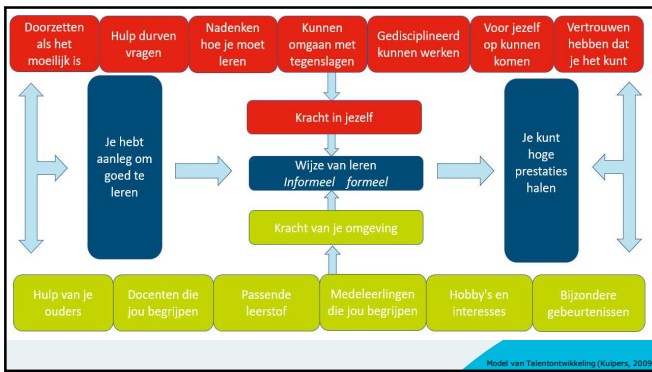 Doorzetten
als het
moeilijk is
Hulp durven
vragen
Nadenken
hoe je moet
leren
Kunnen
omgaan met
tegenslagen
Gedisciplineerd
kunnen werken
Voor jezelf
op kunnen
komen
Vertrouwen
hebben dat
je het kunt
Kracht in jezelf
Je hebt
aanleg om
goed te
leren
Wijze van leren
Informeel formeel
Je kunt
hoge
prestaties
halen
Kracht van je omgeving
Hulp van je
ouders
Docenten die
jou begrijpen
Passende
leerstof
Medeleerlingen
die jou begrijpen
Hobby's en
interesses
Bijzondere
gebeurtenissen
Model van Talentontwikkeling (Kuipers, 2009